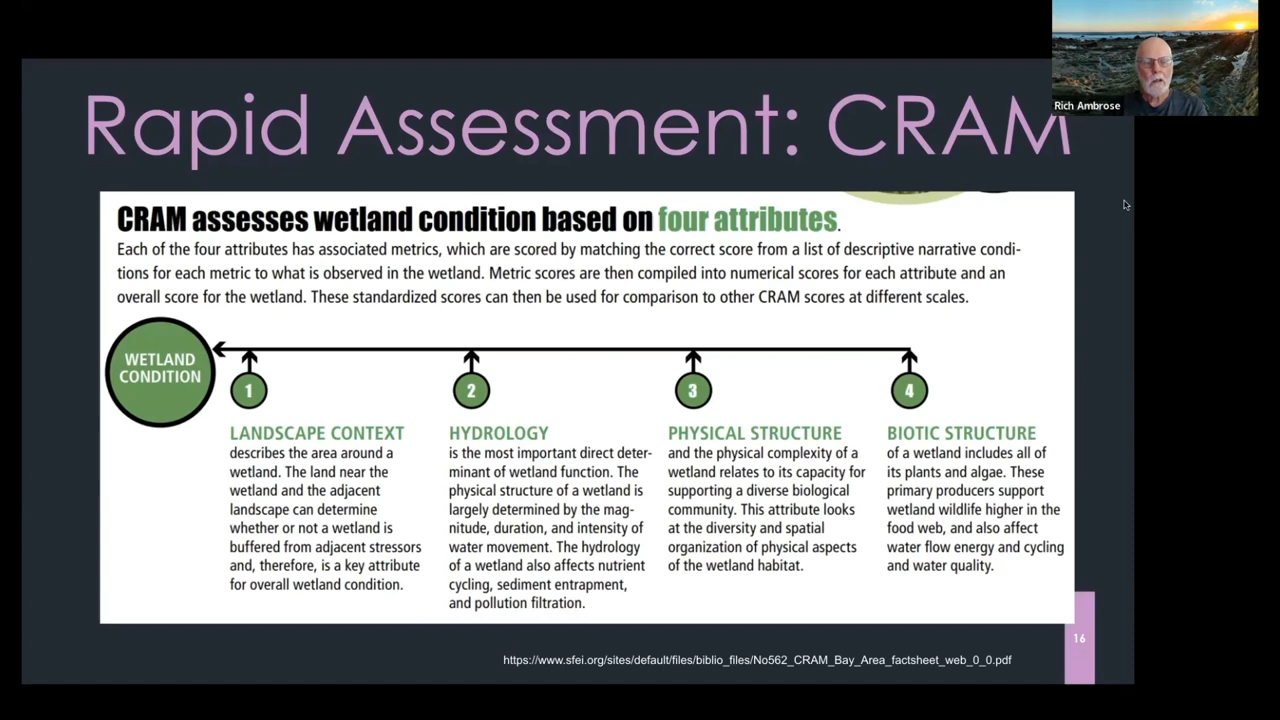 Rapid Assessment: CRAM
Rich Ambrose
CRAM assesses wetland condition based on four attributes.
Each of the four attributes has associated metrics, which are scored by matching the correct score from a list of descriptive narrative condi-
tions for each metric to what is observed in the wetland. Metric scores are then compiled into numerical scores for each attribute and an
overall score for the wetland. These standardized scores can then be used for comparison to other CRAM scores at different scales.
WETLAND
CONDITION
1
LANDSCAPE CONTEXT
describes the area around a
wetland. The land near the
wetland and the adjacent
landscape can determine
whether or not a wetland is
buffered from adjacent stressors
and, therefore, is a key attribute
for overall wetland condition.
2
HYDROLOGY
is the most important direct deter-
minant of wetland function. The
physical structure of a wetland is
largely determined by the mag-
nitude, duration, and intensity of
water movement. The hydrology
of a wetland also affects nutrient
cycling, sediment entrapment,
and pollution filtration.
3
PHYSICAL STRUCTURE
and the physical complexity of a
wetland relates to its capacity for
supporting a diverse biological
community. This attribute looks
at the diversity and spatial
organization of physical aspects
of the wetland habitat.
4
BIOTIC STRUCTURE
of a wetland includes all of
its plants and algae. These
primary producers support
wetland wildlife higher in the
food web, and also affect
water flow energy and cycling
and water quality.
16
https://www.sfei.org/sites/default/files/biblio_files/No562_CRAM_Bay_Area_factsheet_web_0_0.pdf